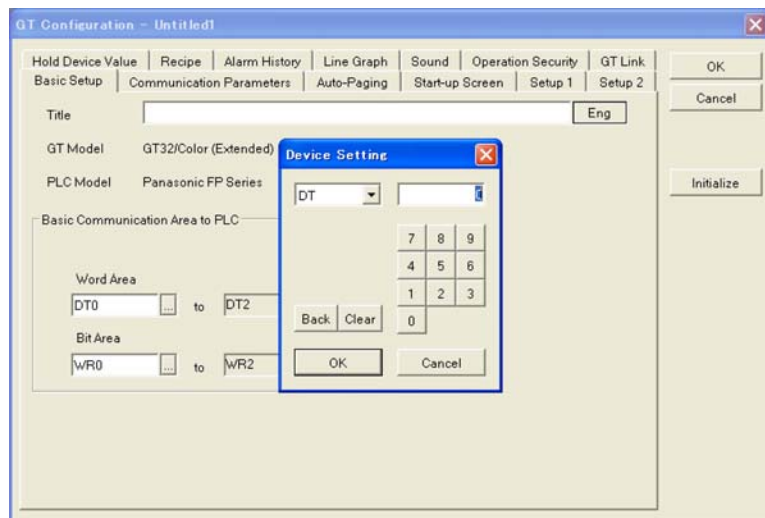 GT Configuration - Untitled1
Hold Device Value Recipe Alarm History Line Graph Sound Operation Security GT Link
Basic Setup Communication Parameters Auto-Paging Start-up Screen Setup 1 Setup 2
OK
Cancel
Initialize
Title Eng
GT Model GT32/Color (Extended)
PLC Model Panasonic FP Series
Basic Communication Area to PLC
Word Area
DT0 ... to DT2
Bit Area
WR0 ... to WR2
Device Setting
DT 0
7 8 9
4 5 6
1 2 3
Back Clear 0
OK Cancel